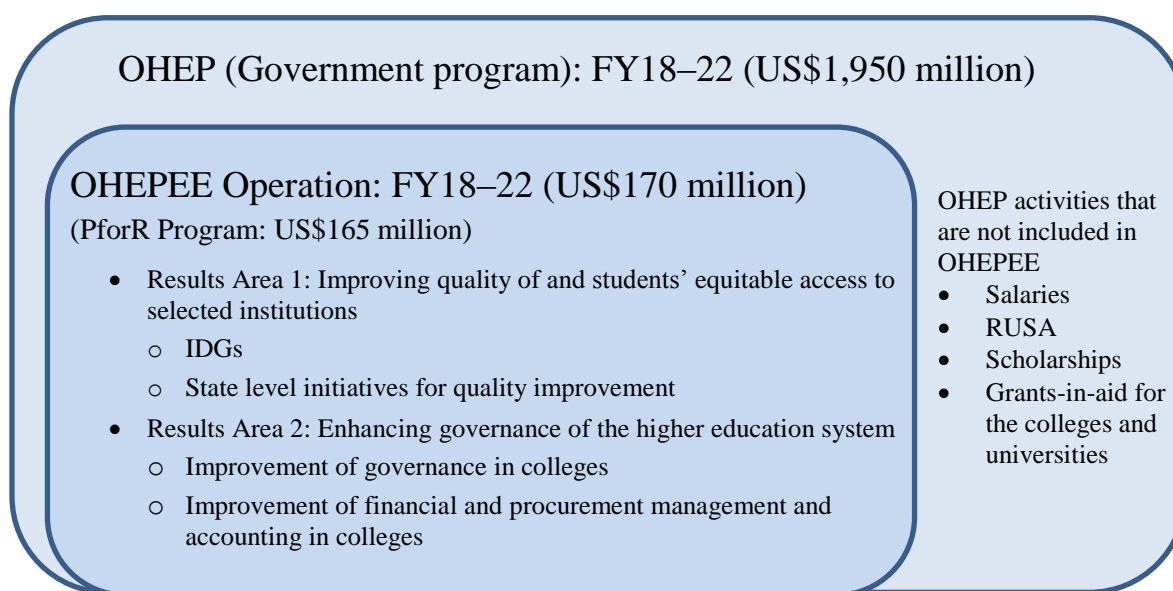 OHEP (Government program): FY18–22 (US$1,950 million)
OHEPEE Operation: FY18–22 (US$170 million)
(PforR Program: US$165 million)
• Results Area 1: Improving quality of and students’ equitable access to
selected institutions
o IDGs
o State level initiatives for quality improvement
• Results Area 2: Enhancing governance of the higher education system
o Improvement of governance in colleges
o Improvement of financial and procurement management and
accounting in colleges
OHEP activities that
are not included in
OHEPEE
• Salaries
• RUSA
• Scholarships
• Grants-in-aid for
the colleges and
universities